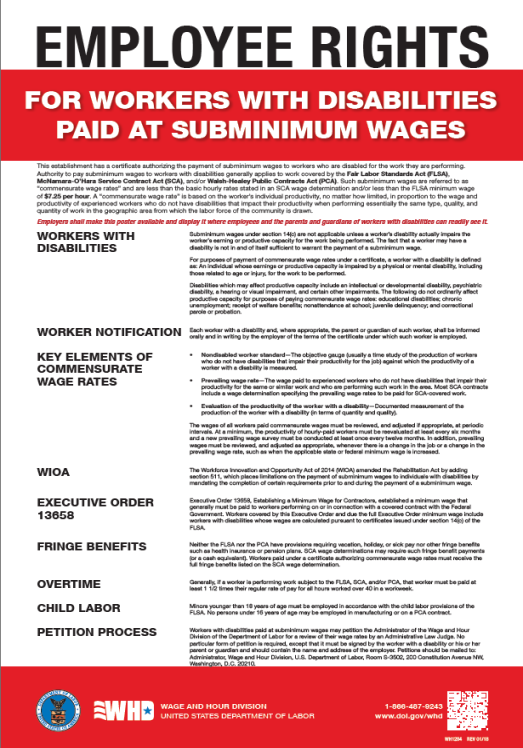 EMPLOYEE RIGHTS
FOR WORKERS WITH DISABILITIES
PAID AT SUBMINIMUM WAGES
This establishment has a certificate authorizing the payment of subminimum wages to workers who are disabled for the work they are performing.
Authority to pay subminimum wages to workers with disabilities generally applies to work covered by the Fair Labor Standards Act (FLSA),
McNamara-O'Hara Service Contract Act (SCA), and/or Walsh-Healey Public Contracts Act (PCA). Such subminimum wages are referred to as
"commensurate wage rates" and are less than the basic hourly rates stated in an SCA wage determination and/or less than the FLSA minimum wage
of $7.25 per hour. A "commensurate wage rate" is based on the worker's individual productivity, no matter how limited, in proportion to the wage and
productivity of experienced workers who do not have disabilities that impact their productivity when performing essentially the same type, quality, and
quantity of work in the geographic area from which the labor force of the community is drawn.
Employers shall make this poster available and display it where employees and the parents and guardians of workers with disabilities can readily see it.
WORKERS WITH
DISABILITIES
Subminimum wages under section 14(c) are not applicable unless a worker's disability actually impairs the
worker's earning or productive capacity for the work being performed. The fact that a worker may have a
disability is not in and of itself sufficient to warrant the payment of a subminimum wage.
For purposes of payment of commensurate wage rates under a certificate, a worker with a disability is defined
as: An individual whose earnings or productive capacity is impaired by a physical or mental disability, including
those related to age or injury, for the work to be performed.
Disabilities which may affect productive capacity include an intellectual or developmental disability, psychiatric
disability, a hearing or visual impairment, and certain other impairments. The following do not ordinarily affect
productive capacity for purposes of paying commensurate wage rates: educational disabilities; chronic
unemployment; receipt of welfare benefits; nonattendance at school; juvenile delinquency; and correctional
parole or probation.
WORKER NOTIFICATION
Each worker with a disability and, where appropriate, the parent or guardian of such worker, shall be informed
orally and in writing by the employer of the terms of the certificate under which such worker is employed.
KEY ELEMENTS OF
COMMENSURATE
WAGE RATES
• Nondisabled worker standard—The objective gauge (usually a time study of the production of workers
who do not have disabilities that impair their productivity for the job) against which the productivity of a
worker with a disability is measured.
• Prevailing wage rate—The wage paid to experienced workers who do not have disabilities that impair their
productivity for the same or similar work and who are performing such work in the area. Most SCA contracts
include a wage determination specifying the prevailing wage rates to be paid for SCA-covered work.
• Evaluation of the productivity of the worker with a disability—Documented measurement of the
production of the worker with a disability (in terms of quantity and quality).
The wages of all workers paid commensurate wages must be reviewed, and adjusted if appropriate, at periodic
intervals. At a minimum, the productivity of hourly-paid workers must be reevaluated at least every six months
and a new prevailing wage survey must be conducted at least once every twelve months. In addition, prevailing
wages must be reviewed, and adjusted as appropriate, whenever there is a change in the job or a change in the
prevailing wage rate, such as when the applicable state or federal minimum wage is increased.
WIOA
The Workforce Innovation and Opportunity Act of 2014 (WIOA) amended the Rehabilitation Act by adding
section 511, which places limitations on the payment of subminimum wages to individuals with disabilities by
mandating the completion of certain requirements prior to and during the payment of a subminimum wage.
EXECUTIVE ORDER
13658
Executive Order 13658, Establishing a Minimum Wage for Contractors, established a minimum wage that
generally must be paid to workers performing on or in connection with a covered contract with the Federal
Government. Workers covered by this Executive Order and due the full Executive Order minimum wage include
workers with disabilities whose wages are calculated pursuant to certificates issued under section 14(c) of the
FLSA.
FRINGE BENEFITS
Neither the FLSA nor the PCA have provisions requiring vacation, holiday, or sick pay nor other fringe benefits
such as health insurance or pension plans. SCA wage determinations may require such fringe benefit payments
(or a cash equivalent). Workers paid under a certificate authorizing commensurate wage rates must receive the
full fringe benefits listed on the SCA wage determination.
OVERTIME
Generally, if a worker is performing work subject to the FLSA, SCA, and/or PCA, that worker must be paid at
least 1 1/2 times their regular rate of pay for all hours worked over 40 in a workweek.
CHILD LABOR
Minors younger than 18 years of age must be employed in accordance with the child labor provisions of the
FLSA. No persons under 16 years of age may be employed in manufacturing or on a PCA contract.
PETITION PROCESS
Workers with disabilities paid at subminimum wages may petition the Administrator of the Wage and Hour
Division of the Department of Labor for a review of their wage rates by an Administrative Law Judge. No
particular form of petition is required, except that it must be signed by the worker with a disability or his or her
parent or guardian and should contain the name and address of the employer. Petitions should be mailed to:
Administrator, Wage and Hour Division, U.S. Department of Labor, Room S-3502, 200 Constitution Avenue NW,
Washington, D.C. 20210.
WHD
WAGE AND HOUR DIVISION
UNITED STATES DEPARTMENT OF LABOR
1-866-487-9243
www.dol.gov/whd
WH1284 REV 01/18